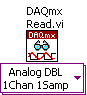 DAQmx
Read.vi
DAQmx
Analog DBL
1Chan 1Samp